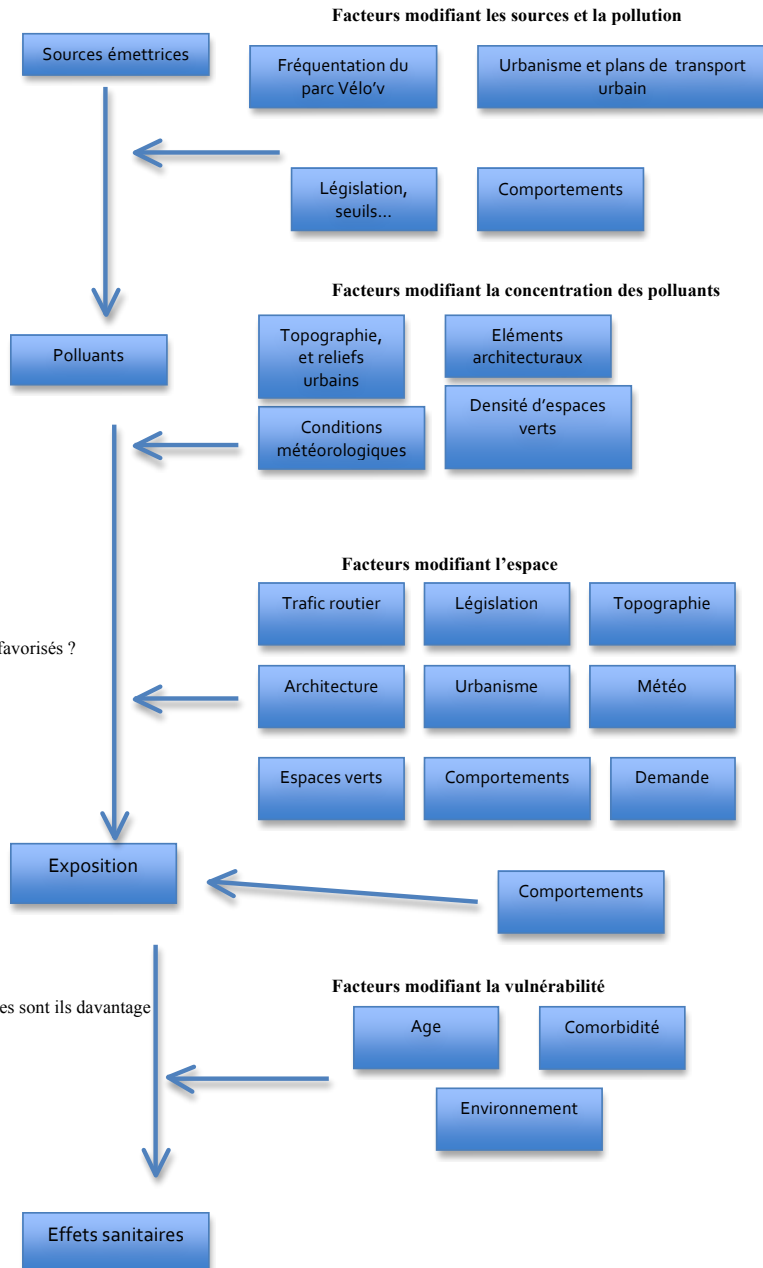 Facteurs modifiant les sources et la pollution
Sources émettrices
Fréquentation du
parc Vélo’v
Urbanisme et plans de transport
urbain
Législation,
seuils...
Comportements
Facteurs modifiant la concentration des polluants
Polluants
Topographie,
et reliefs
urbains
Eléments
architecturaux
Conditions
météorologiques
Densité d’espaces
verts
Facteurs modifiant l’espace
Trafic routier
Législation
Topographie
favorisés ?
Architecture
Urbanisme
Météo
Espaces verts
Comportements
Demande
Exposition
Comportements
Facteurs modifiant la vulnérabilité
es sont ils davantage
Age
Comorbidité
Environnement
Effets sanitaires